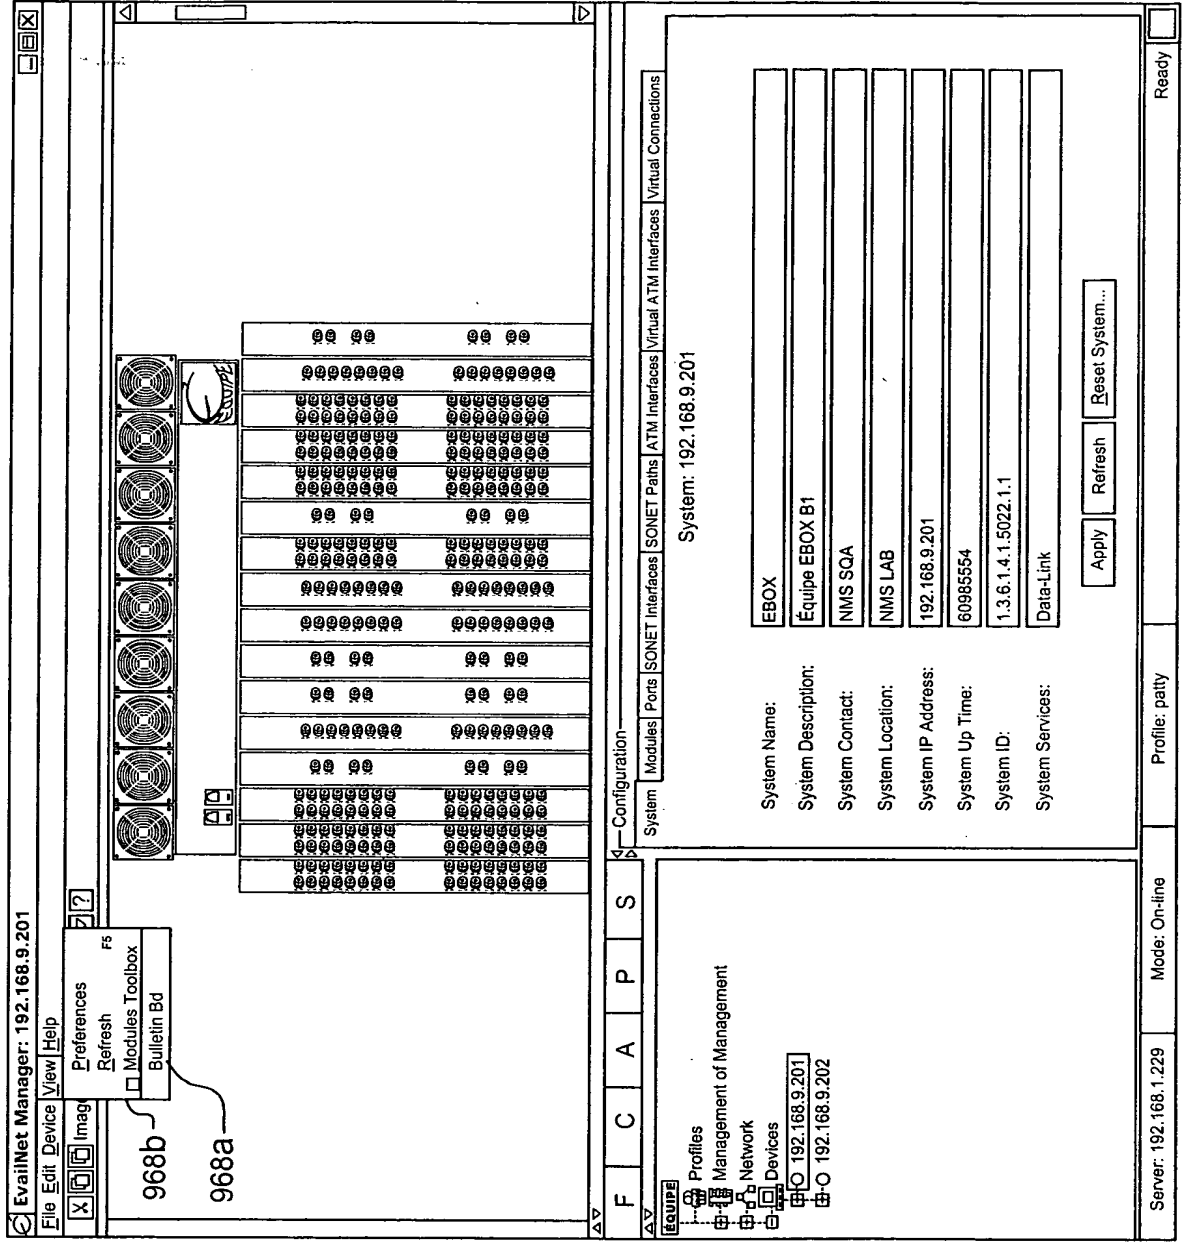 EvailNet Manager: 192.168.9.201
File Edit Device View Help
Imag
?
Preferences
Refresh F5
Modules Toolbox
Bulletin Bd
968b
968a
F C A P S
EQUIPE
Profiles
Management of Management
Network
Devices
192.168.9.201
192.168.9.202
Configuration
System Modules Ports SONET Interfaces SONET Paths ATM Interfaces Virtual ATM Interfaces Virtual Connections
System: 192.168.9.201
System Name: EBOX
System Description: Équipe EBOX B1
System Contact: NMS SQA
System Location: NMS LAB
System IP Address: 192.168.9.201
System Up Time: 60985554
System ID: 1.3.6.1.4.1.5022.1.1
System Services: Data-Link
Apply Refresh Reset System...
Server: 192.168.1.229 Mode: On-line Profile: patty Ready